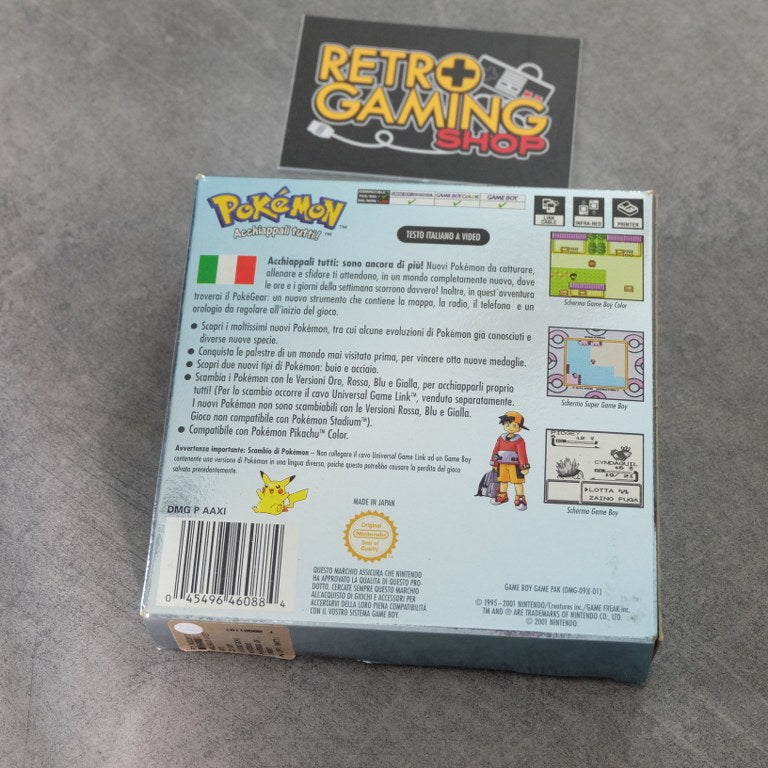 RETRO
GAMING
SHOP
POKéMON™
Acchiappali tutti!™
GAME BOY COLOR
GAME BOY
LINK CABLE
INFRA-RED
PRINTER
TESTO ITALIANO A VIDEO
Acchiappali tutti: sono ancora di più! Nuovi Pokémon da catturare,
allenare e sfidare ti attendono, in un mondo completamente nuovo, dove
le ore e i giorni della settimana scorrono davvero! Inoltre, in quest'avventura
troverai il PokéGear: un nuovo strumento che contiene la mappa, la radio, il telefono e un
orologio da regolare all'inizio del gioco.
• Scopri i moltissimi nuovi Pokémon, tra cui alcune evoluzioni di Pokémon già conosciuti e
diverse nuove specie.
• Conquista le palestre di un mondo mai visitato prima, per vincere otto nuove medaglie.
• Scopri due nuovi tipi di Pokémon: buio e acciaio.
• Scambia i Pokémon con le Versioni Oro, Rossa, Blu e Gialla, per acchiapparli proprio
tutti! (Per lo scambio occorre il cavo Universal Game Link™, venduto separatamente.
I nuovi Pokémon non sono scambiabili con le Versioni Rossa, Blu e Gialla.
Gioco non compatibile con Pokémon Stadium™).
• Compatibile con Pokémon Pikachu™ Color.
Avvertenza importante: Scambio di Pokémon – Non collegare il cavo Universal Game Link ad un Game Boy
contenente una versione di Pokémon in una lingua diversa, poiché questo potrebbe causare la perdita del gioco
salvato precedentemente.
Schermo Game Boy Color
Schermo Super Game Boy
PIDGEY
CYNDAQUIL
19/ 21
LOTTA
ZAINO FUGA
Schermo Game Boy
DMG P AAXI
MADE IN JAPAN
Original
Nintendo
Seal of
Quality
0 45496 46088 4
QUESTO MARCHIO ASSICURA CHE NINTENDO
HA APPROVATO LA QUALITA DI QUESTO PRO-
DOTTO. CERCATE SEMPRE QUESTO MARCHIO
ALL'ACQUISTO DI GIOCHI E ACCESSORI PER
ACCERTARVI DELLA LORO PIENA COMPATIBILITÀ
CON IL VOSTRO SISTEMA GAME BOY.
GAME BOY GAME PAK (DMG-09)(E-01)
© 1995–2001 NINTENDO/Creatures inc./GAME FREAK inc.
TM AND ® ARE TRADEMARKS OF NINTENDO CO., LTD.
© 2001 NINTENDO.